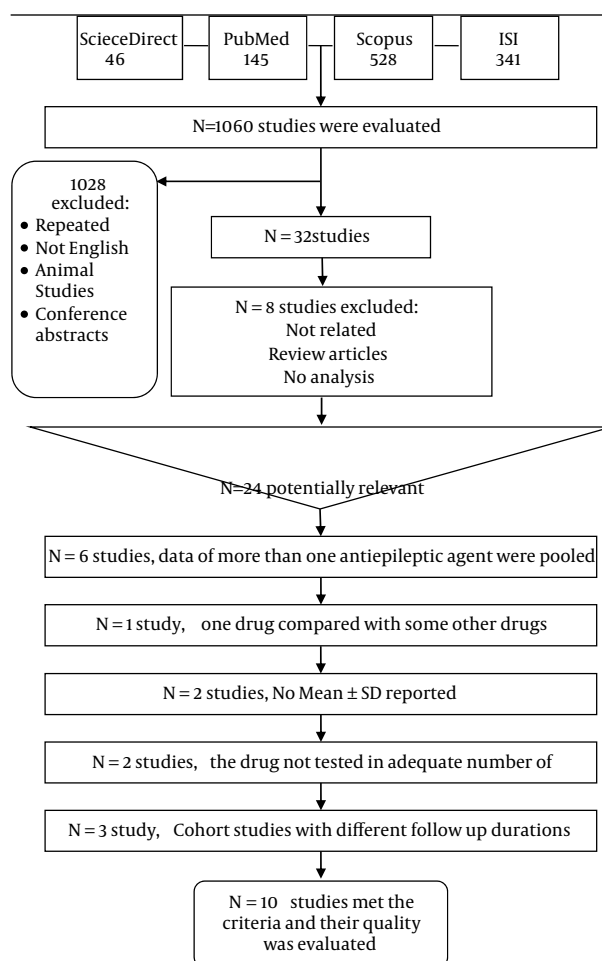 ScieceDirect
46
PubMed
145
Scopus
528
ISI
341
N=1060 studies were evaluated
1028
excluded:
• Repeated
• Not English
• Animal
Studies
• Conference
abstracts
N = 32studies
N = 8 studies excluded:
Not related
Review articles
No analysis
N=24 potentially relevant
N = 6 studies, data of more than one antiepileptic agent were pooled
N = 1 study, one drug compared with some other drugs
N = 2 studies, No Mean ± SD reported
N = 2 studies, the drug not tested in adequate number of
N = 3 study, Cohort studies with different follow up durations
N = 10 studies met the
criteria and their quality
was evaluated